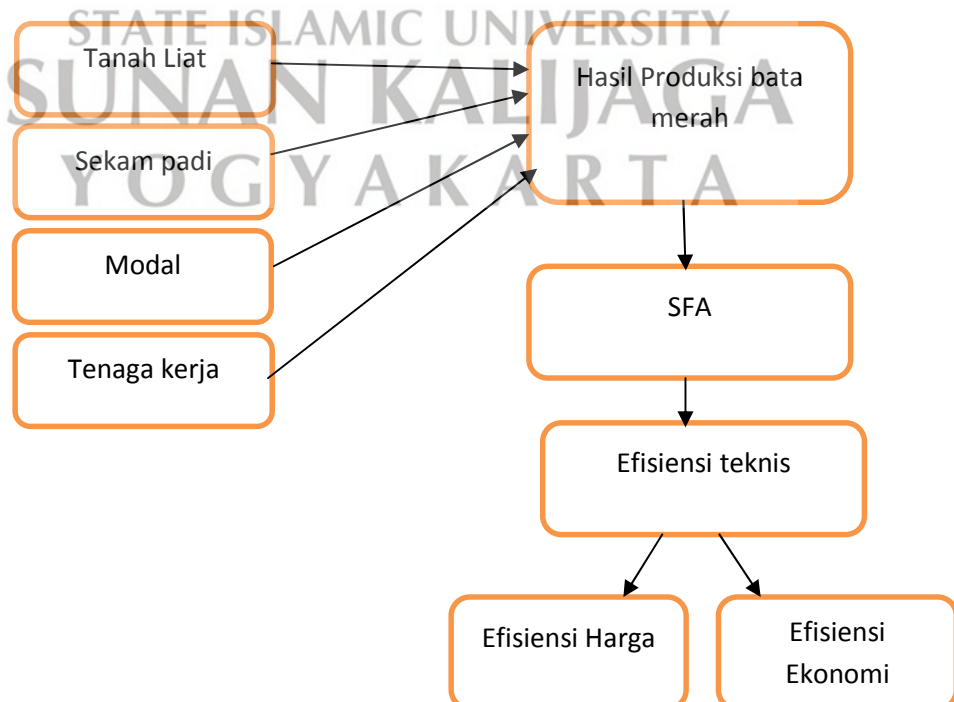 STATE ISLAMIC UNIVERSITY
SUNAN KALIJAGA
YOGYAKARTA
Tanah Liat
Sekam padi
Modal
Tenaga kerja
Hasil Produksi bata
merah
SFA
Efisiensi teknis
Efisiensi Harga
Efisiensi
Ekonomi